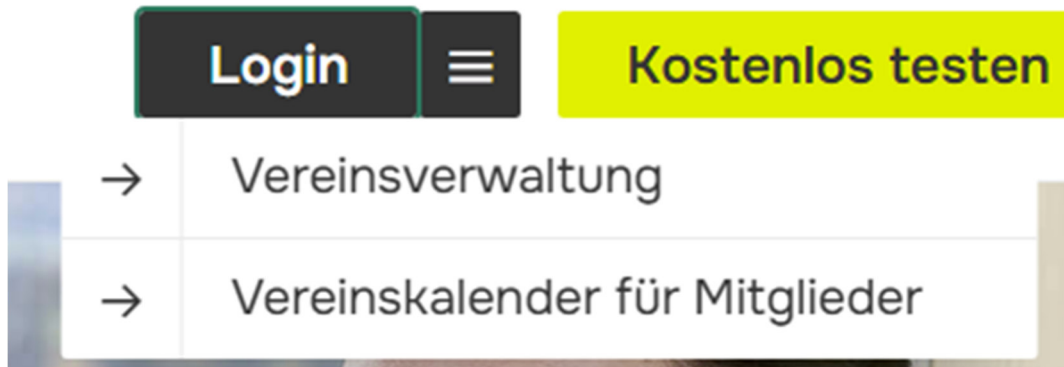 Login
Kostenlos testen
Vereinsverwaltung
Vereinskalender für Mitglieder